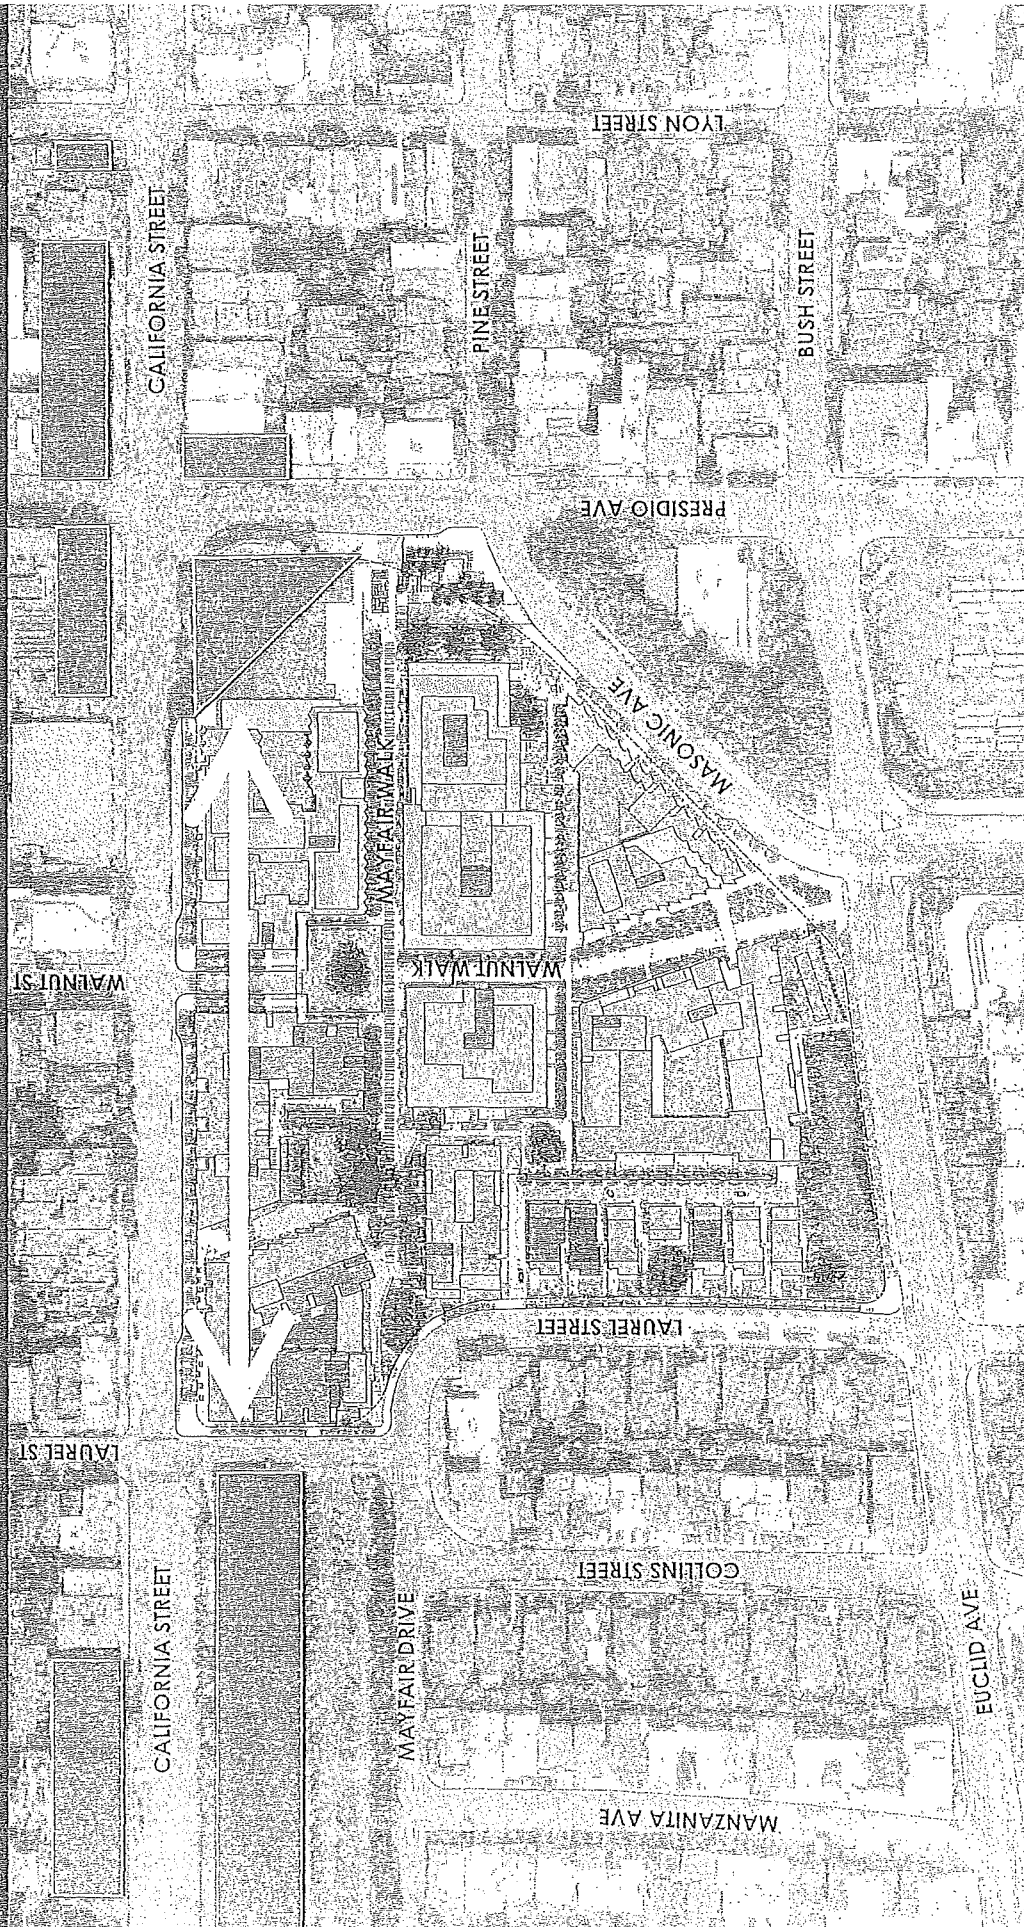 LYON STREET
CALIFORNIA STREET
PINE STREET
BUSH STREET
PRESIDIO AVE
MASONIC AVE
MAYFAIR WALK
WALNUT ST
WALNUT WALK
LAUREL STREET
LAUREL ST
COLLINS STREET
CALIFORNIA STREET
MAYFAIR DRIVE
EUCLID AVE
MANZANITA AVE